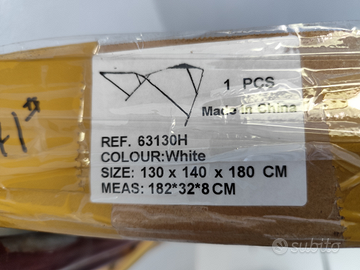 1 PCS
Made in China
REF. 63130H
COLOUR:White
SIZE: 130 x 140 x 180 CM
MEAS: 182*32*8CM
subito